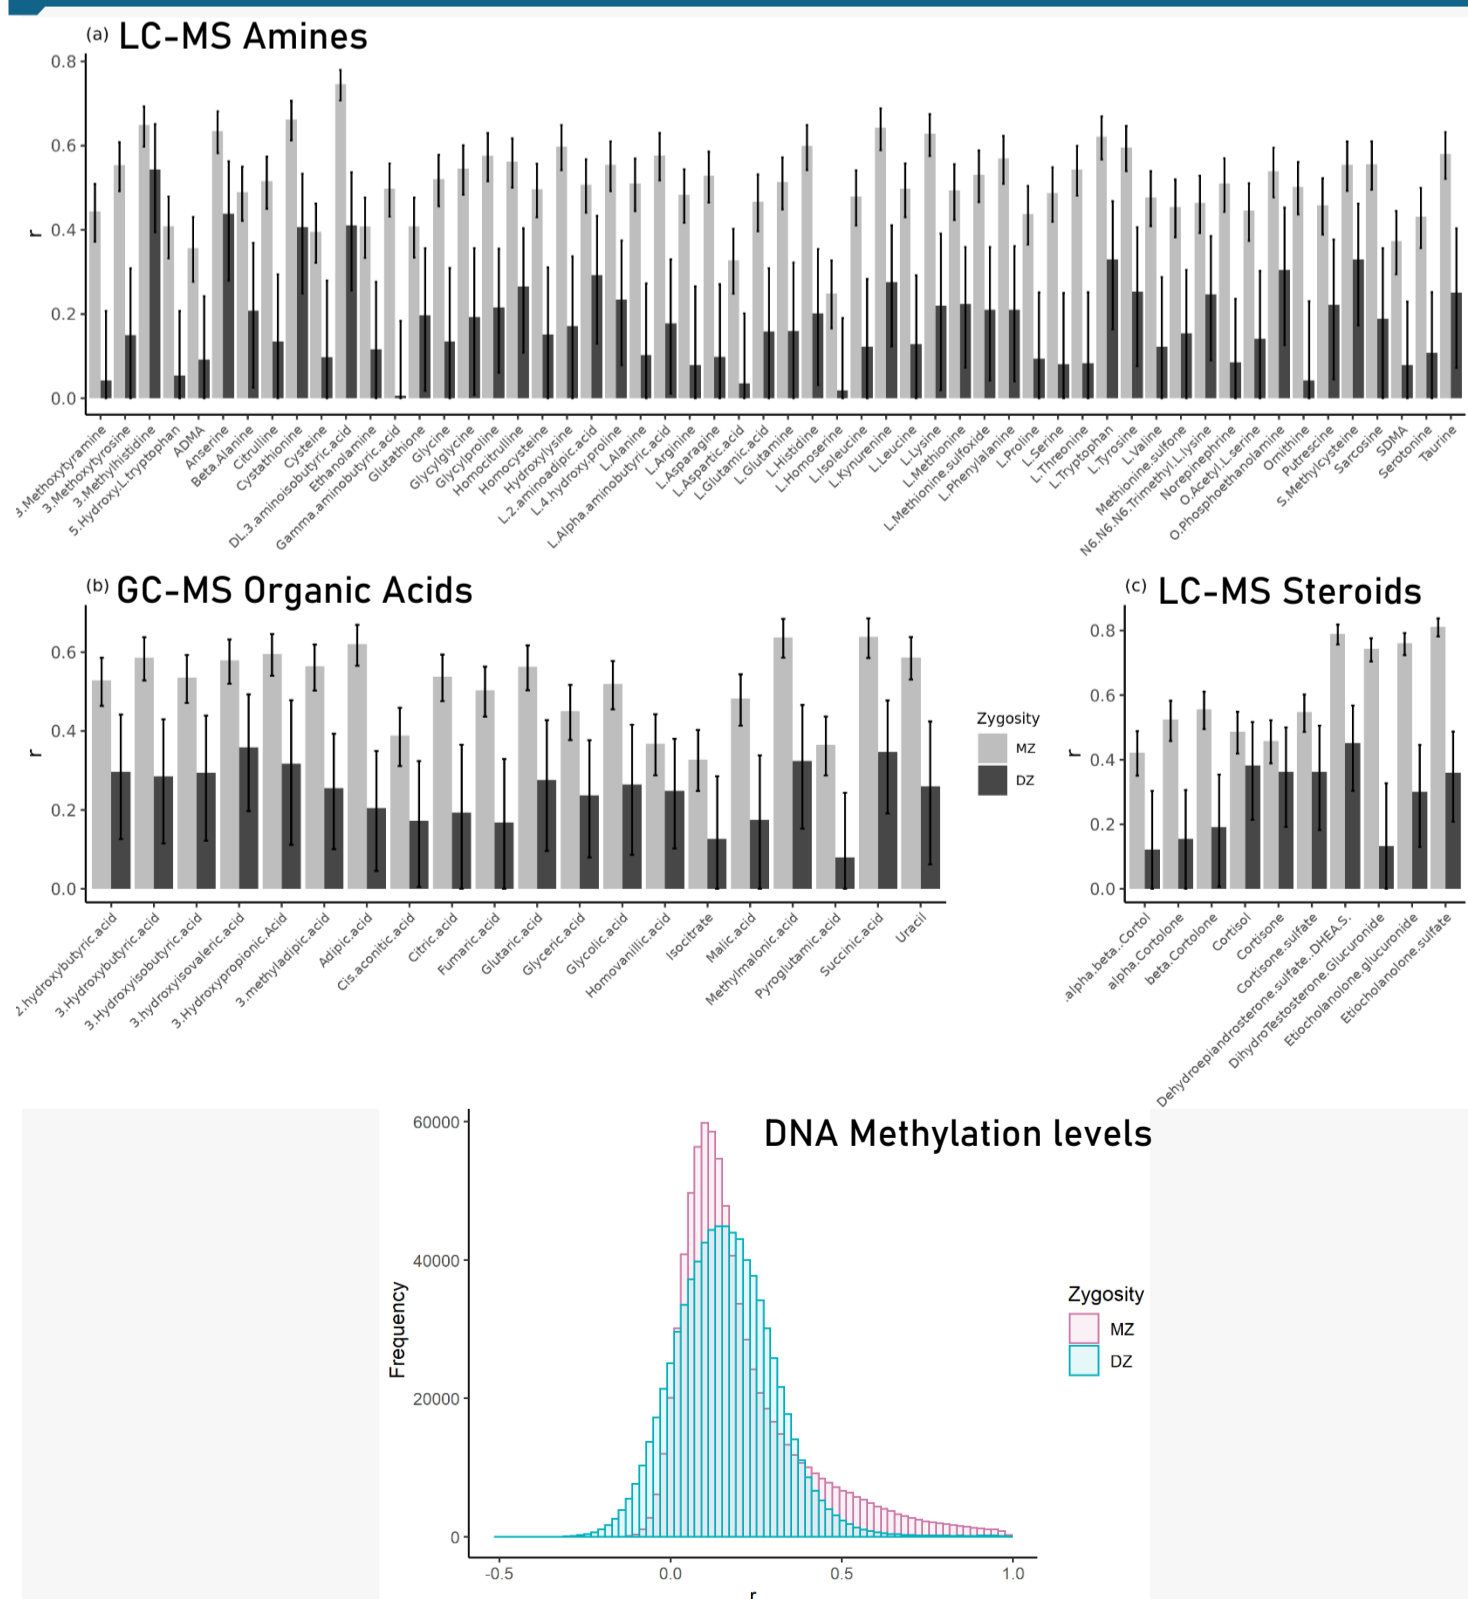 (a) LC-MS Amines
0.8
0.6
0.4
0.2
0.0
r
3.Methoxytyramine
3.Methoxytyrosine
3.Methylhistidine
5.Hydroxy.L.tryptophan
ADMA
Anserine
Beta.Alanine
Citrulline
Cystathionine
Cysteine
DL.3.aminoisobutyric.acid
Ethanolamine
Gamma.aminobutyric.acid
Glutathione
Glycine
Glycylglycine
Glycylproline
Homocitrulline
Homocysteine
Hydroxylysine
L.2.aminoadipic.acid
L.4.hydroxyproline
L.Alanine
L.Alpha.aminobutyric.acid
L.Arginine
L.Asparagine
L.Aspartic.acid
L.Glutamic.acid
L.Glutamine
L.Histidine
L.Homoserine
L.Isoleucine
L.Kynurenine
L.Leucine
L.Lysine
L.Methionine
L.Methionine.sulfoxide
L.Phenylalanine
L.Proline
L.Serine
L.Threonine
L.Tryptophan
L.Tyrosine
L.Valine
Methionine.sulfone
N6.N6.N6.Trimethyl.L.lysine
Norepinephrine
O.Acetyl.L.serine
O.Phosphoethanolamine
Ornithine
Putrescine
S.Methylcysteine
Sarcosine
SDMA
Serotonine
Taurine
(b) GC-MS Organic Acids
0.6
0.4
0.2
0.0
r
2.hydroxybutyric.acid
3.Hydroxybutyric.acid
3.Hydroxyisobutyric.acid
3.hydroxyisovaleric.acid
3.Hydroxypropionic.Acid
3.methyladipic.acid
Adipic.acid
Cis.aconitic.acid
Citric.acid
Fumaric.acid
Glutaric.acid
Glyceric.acid
Glycolic.acid
Homovanillic.acid
Isocitrate
Malic.acid
Methylmalonic.acid
Pyroglutamic.acid
Succinic.acid
Uracil
Zygosity
MZ
DZ
(c) LC-MS Steroids
0.8
0.6
0.4
0.2
0.0
r
.alpha.beta..Cortol
alpha.Cortolone
beta.Cortolone
Cortisol
Cortisone
Cortisone.sulfate
Dehydroepiandrosterone.sulfate..DHEA.S.
DihydroTestosterone.Glucuronide
Etiocholanolone.glucuronide
Etiocholanolone.sulfate
DNA Methylation levels
60000
40000
20000
0
Frequency
-0.5
0.0
0.5
1.0
r
Zygosity
MZ
DZ